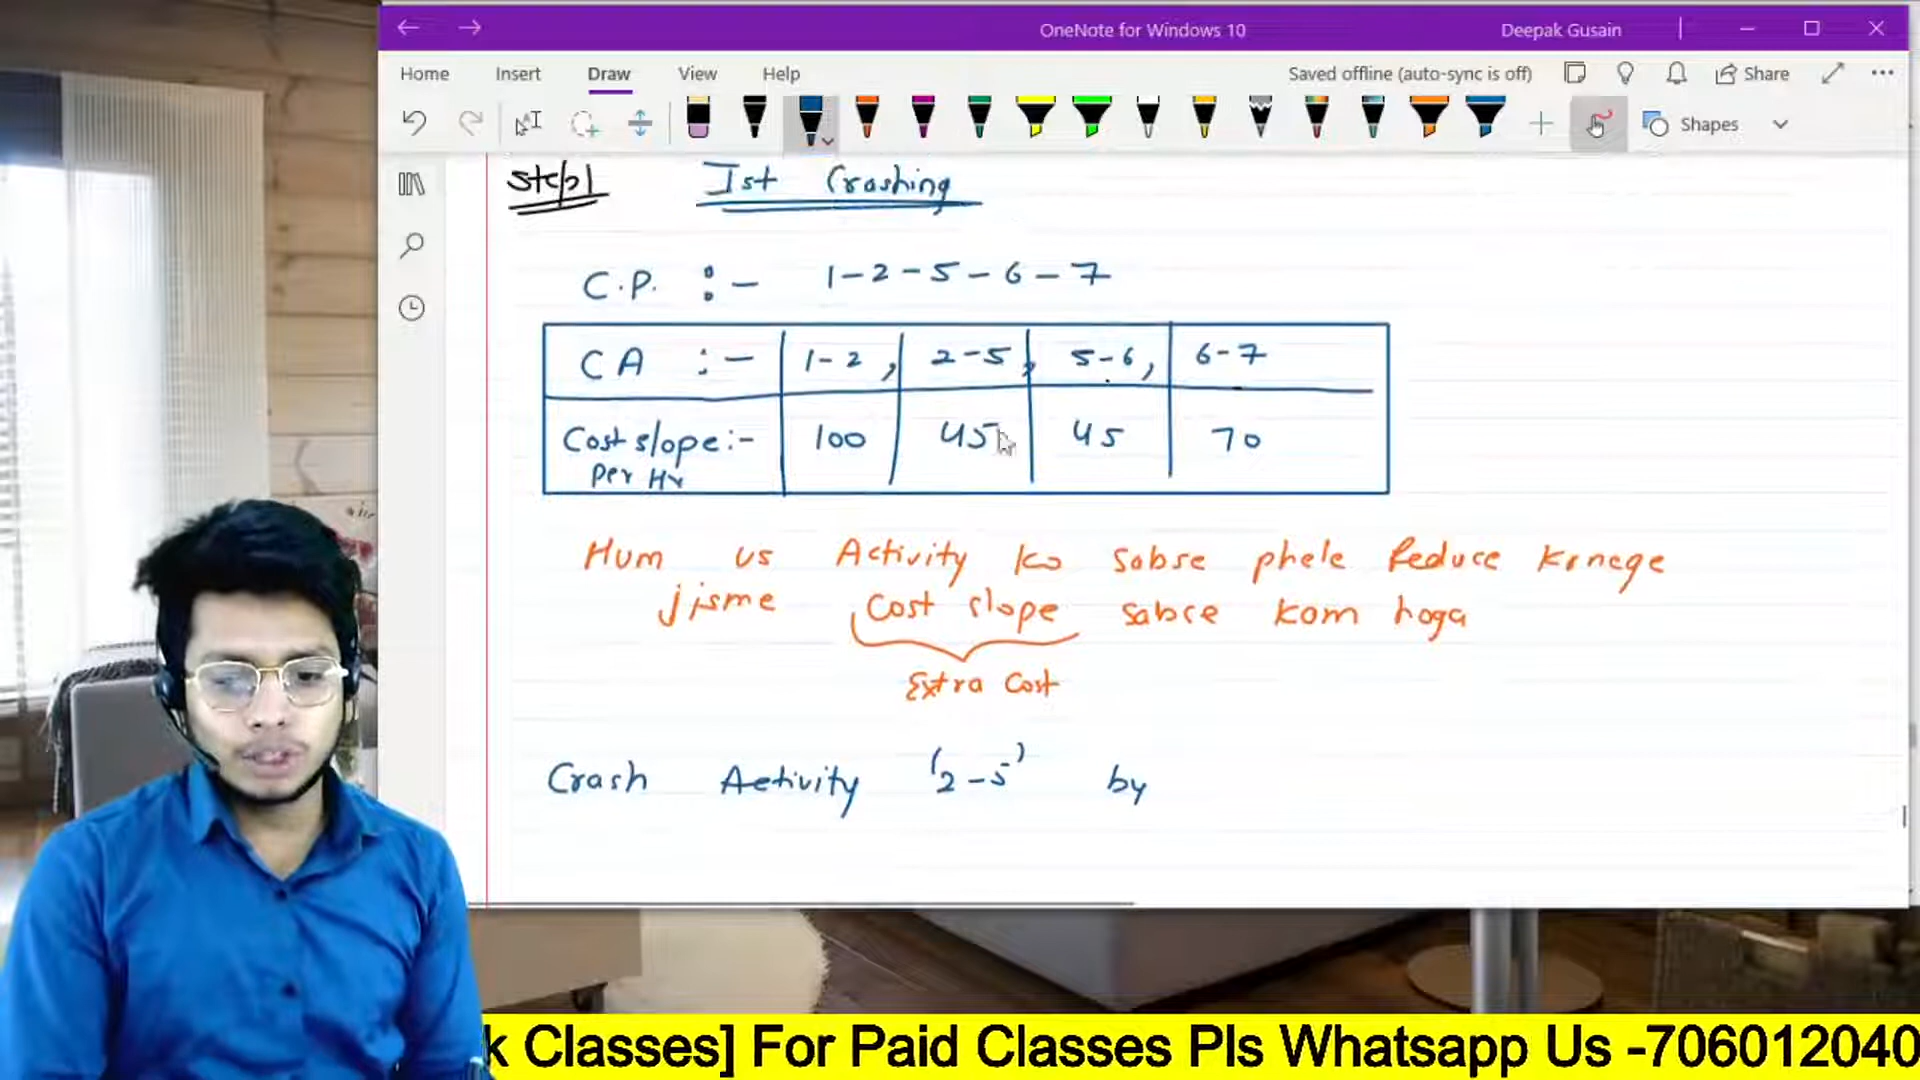 OneNote for Windows 10
Deepak Gusain
Home Insert Draw View Help
Saved offline (auto-sync is off)
Share
Shapes
Step1 Ist Crashing
C.P. :- 1-2-5-6-7
CA :- 1-2, 2-5, 5-6, 6-7
Cost slope:- 100 45 45 70
Per Hr
Hum us Activity ko sabse phele Reduce krnege
jisme Cost slope sabse kam hoga
Extra Cost
Crash Activity (2-5) by
k Classes] For Paid Classes Pls Whatsapp Us -706012040